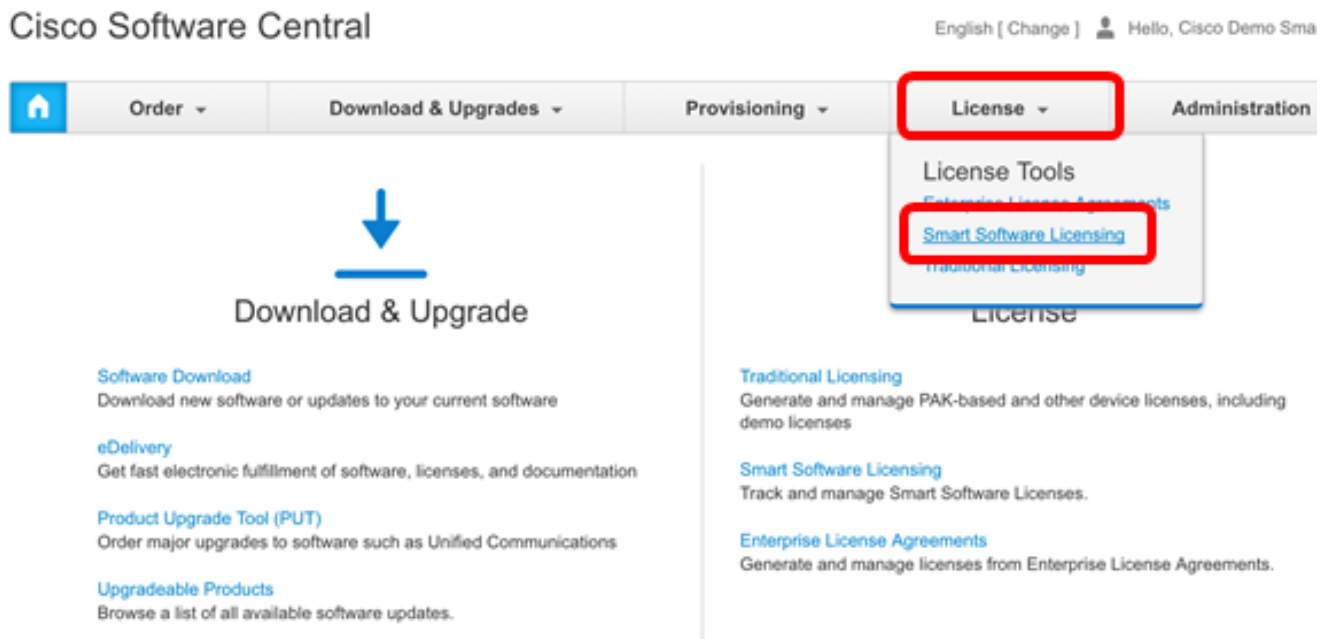 Cisco Software Central
English [ Change ] Hello, Cisco Demo Sma
Order Download & Upgrades Provisioning License Administration
License Tools
Enterprise License Agreements
Smart Software Licensing
Traditional Licensing
Download & Upgrade
Software Download
Download new software or updates to your current software
eDelivery
Get fast electronic fulfillment of software, licenses, and documentation
Product Upgrade Tool (PUT)
Order major upgrades to software such as Unified Communications
Upgradeable Products
Browse a list of all available software updates.
License
Traditional Licensing
Generate and manage PAK-based and other device licenses, including
demo licenses
Smart Software Licensing
Track and manage Smart Software Licenses.
Enterprise License Agreements
Generate and manage licenses from Enterprise License Agreements.